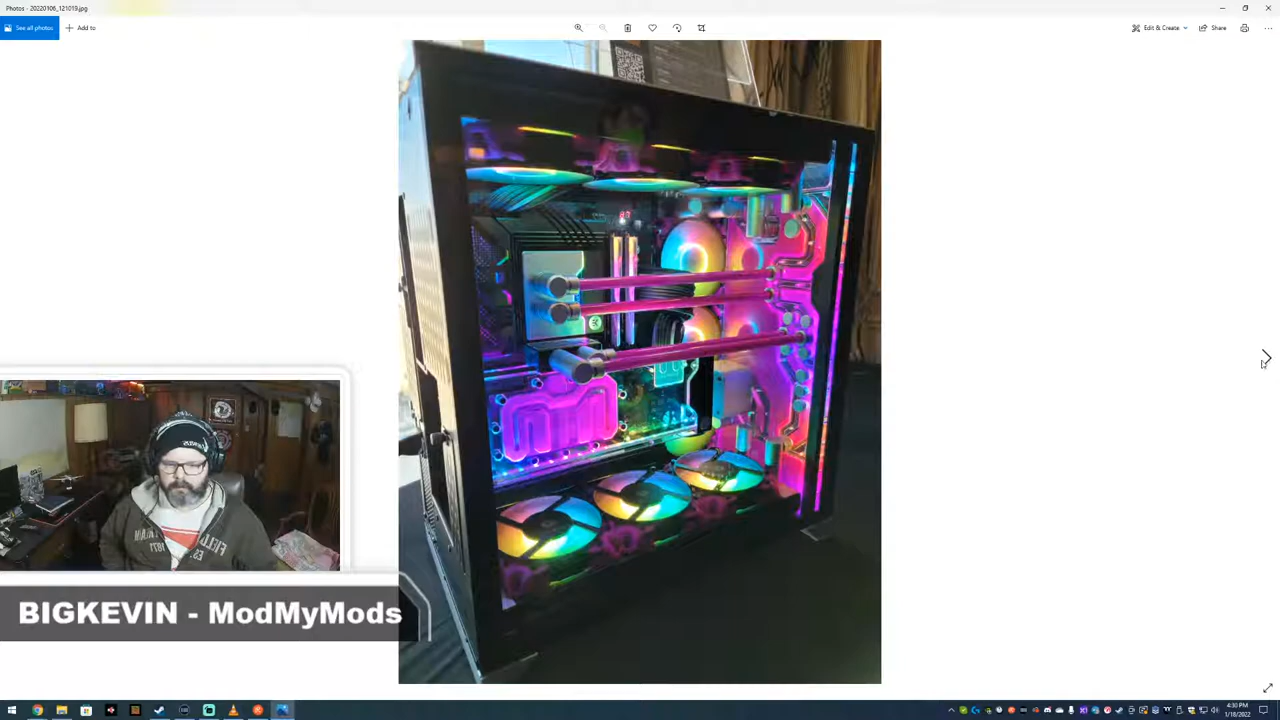 Photos - 20220106_121019.jpg
See all photos
Add to
Edit & Create
Share
BIGKEVIN - ModMyMods
4:30 PM
1/18/2022